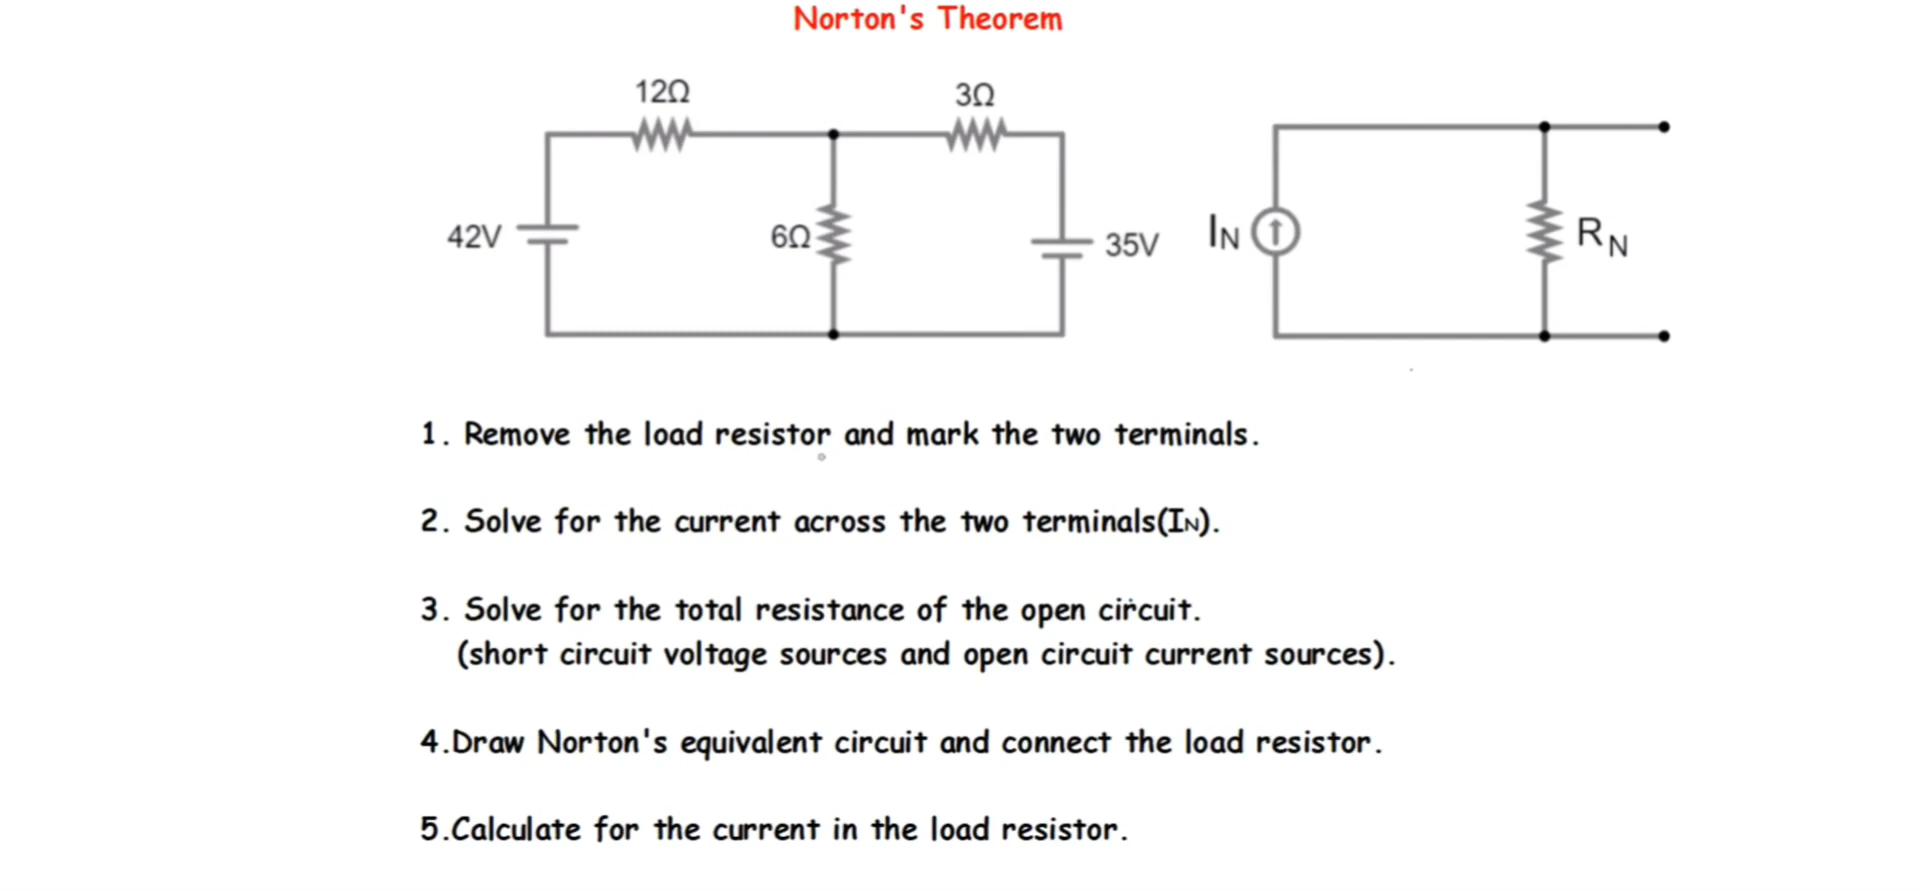 Norton's Theorem
12Ω
3Ω
42V
6Ω
35V
IN
RN
1. Remove the load resistor and mark the two terminals.
2. Solve for the current across the two terminals(IN).
3. Solve for the total resistance of the open circuit.
(short circuit voltage sources and open circuit current sources).
4.Draw Norton's equivalent circuit and connect the load resistor.
5.Calculate for the current in the load resistor.